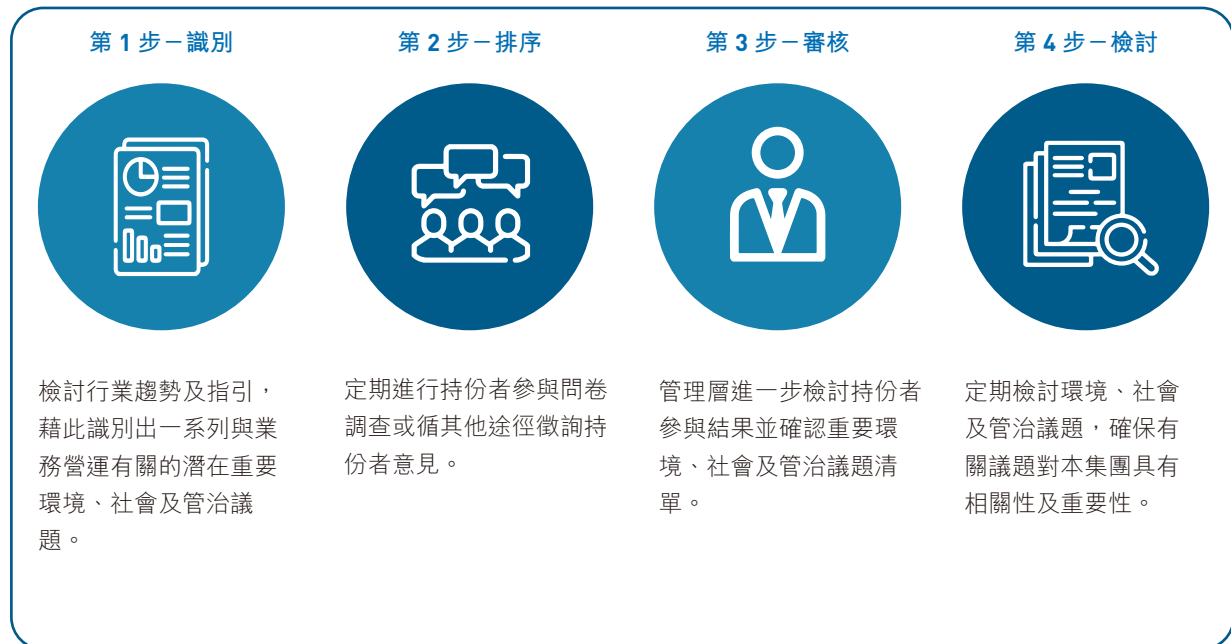 第 1 步－識別
第 2 步－排序
第 3 步－審核
第 4 步－檢討
檢討行業趨勢及指引，
藉此識別出一系列與業
務營運有關的潛在重要
環境、社會及管治議
題。
定期進行持份者參與問卷
調查或循其他途徑徵詢持
份者意見。
管理層進一步檢討持份者
參與結果並確認重要環
境、社會及管治議題清
單。
定期檢討環境、社會
及管治議題，確保有
關議題對本集團具有
相關性及重要性。